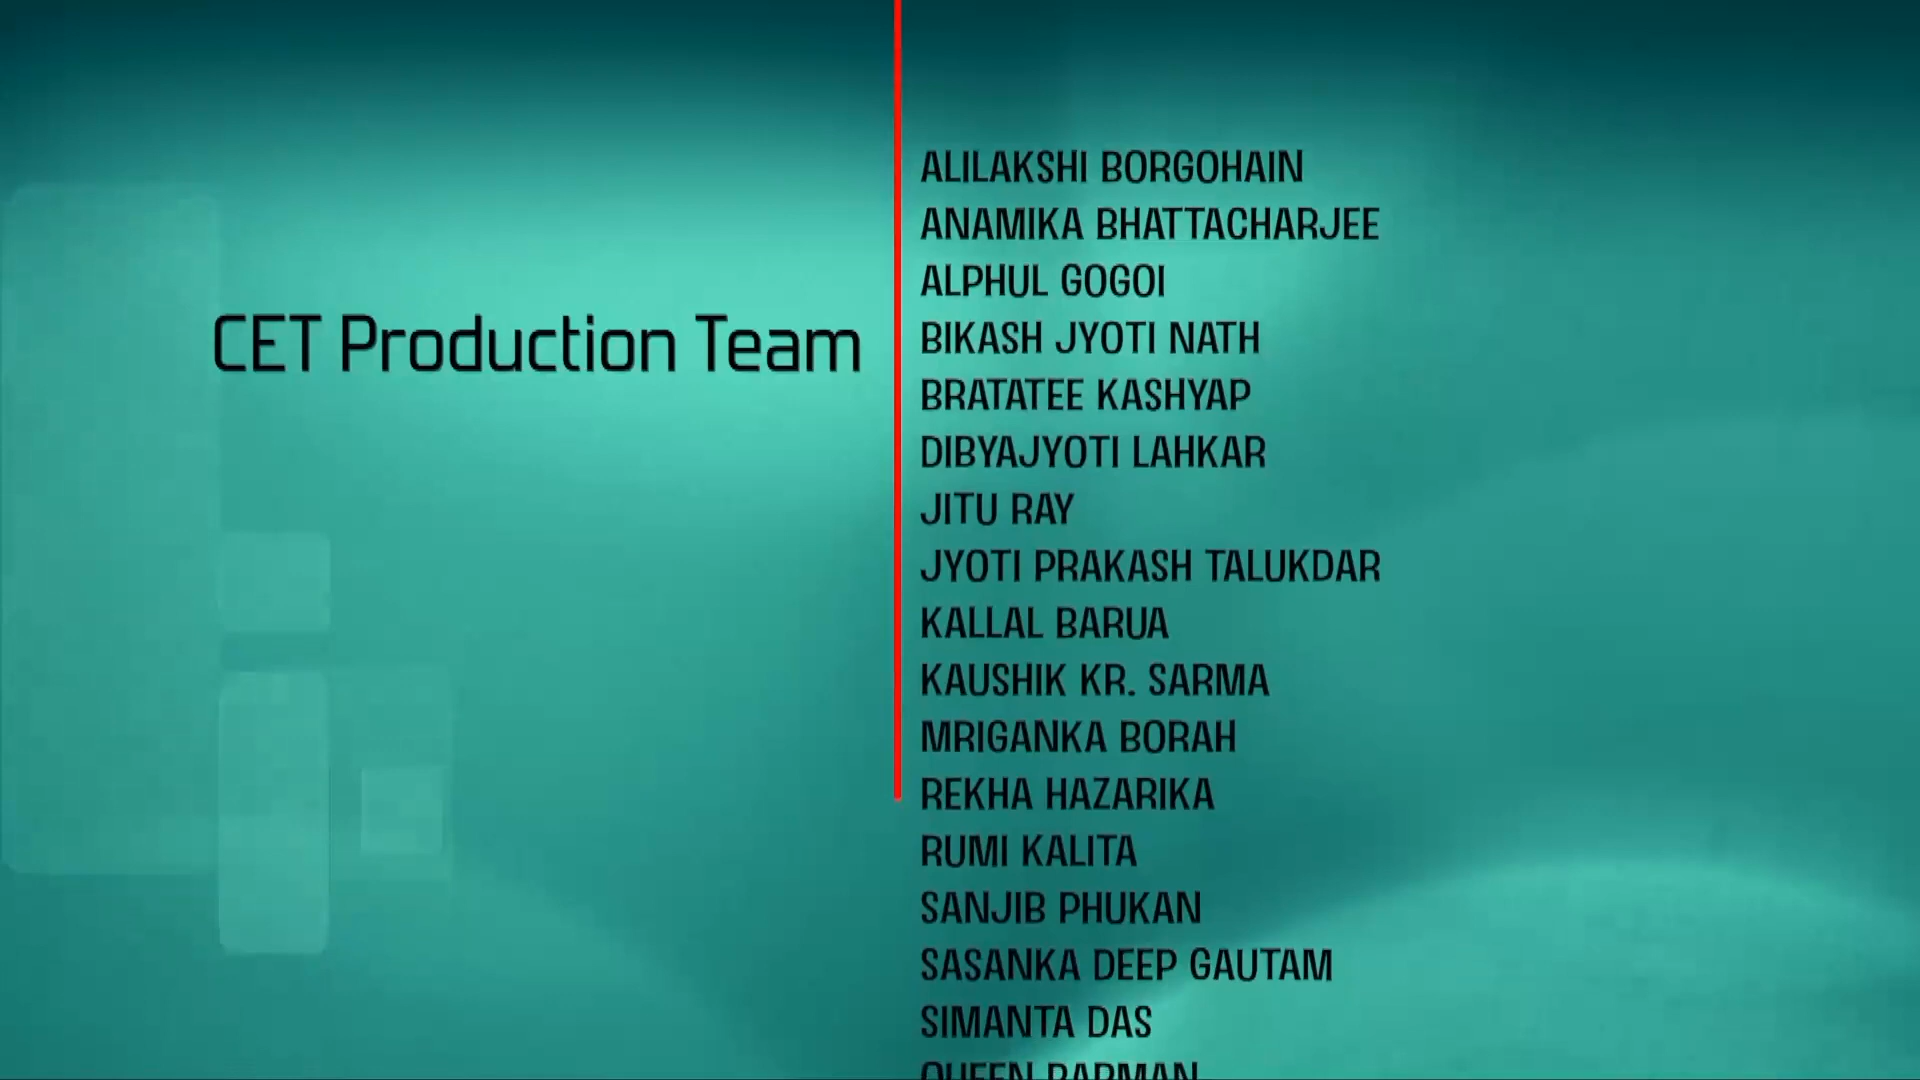 CET Production Team
ALILAKSHI BORGOHAIN
ANAMIKA BHATTACHARJEE
ALPHUL GOGOI
BIKASH JYOTI NATH
BRATATEE KASHYAP
DIBYAJYOTI LAHKAR
JITU RAY
JYOTI PRAKASH TALUKDAR
KALLAL BARUA
KAUSHIK KR. SARMA
MRIGANKA BORAH
REKHA HAZARIKA
RUMI KALITA
SANJIB PHUKAN
SASANKA DEEP GAUTAM
SIMANTA DAS
QUEEN BARMAN